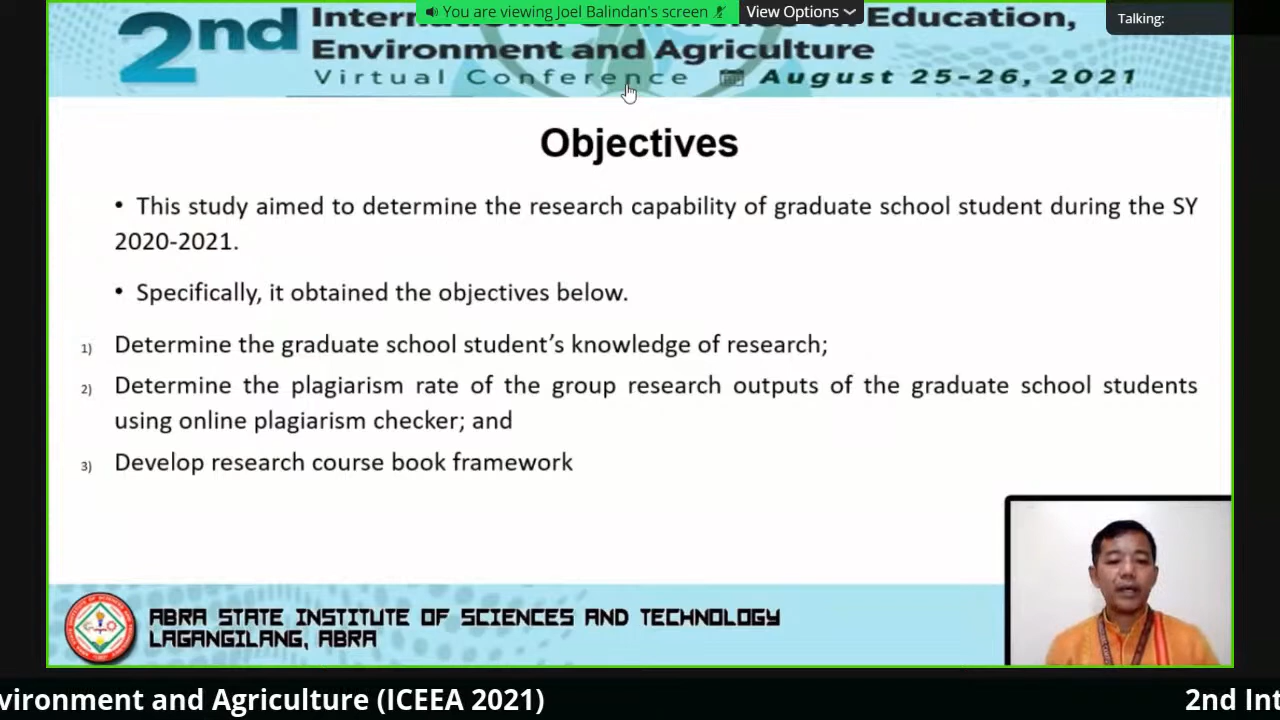 You are viewing Joel Balindan's screen
View Options
Talking:
2nd
Education,
Environment and Agriculture
Virtual Conference August 25-26, 2021
Objectives
• This study aimed to determine the research capability of graduate school student during the SY
2020-2021.
• Specifically, it obtained the objectives below.
1) Determine the graduate school student’s knowledge of research;
2) Determine the plagiarism rate of the group research outputs of the graduate school students
using online plagiarism checker; and
3) Develop research course book framework
ABRA STATE INSTITUTE OF SCIENCES AND TECHNOLOGY
LAGANGILANG, ABRA
vironment and Agriculture (ICEEA 2021)
2nd Int